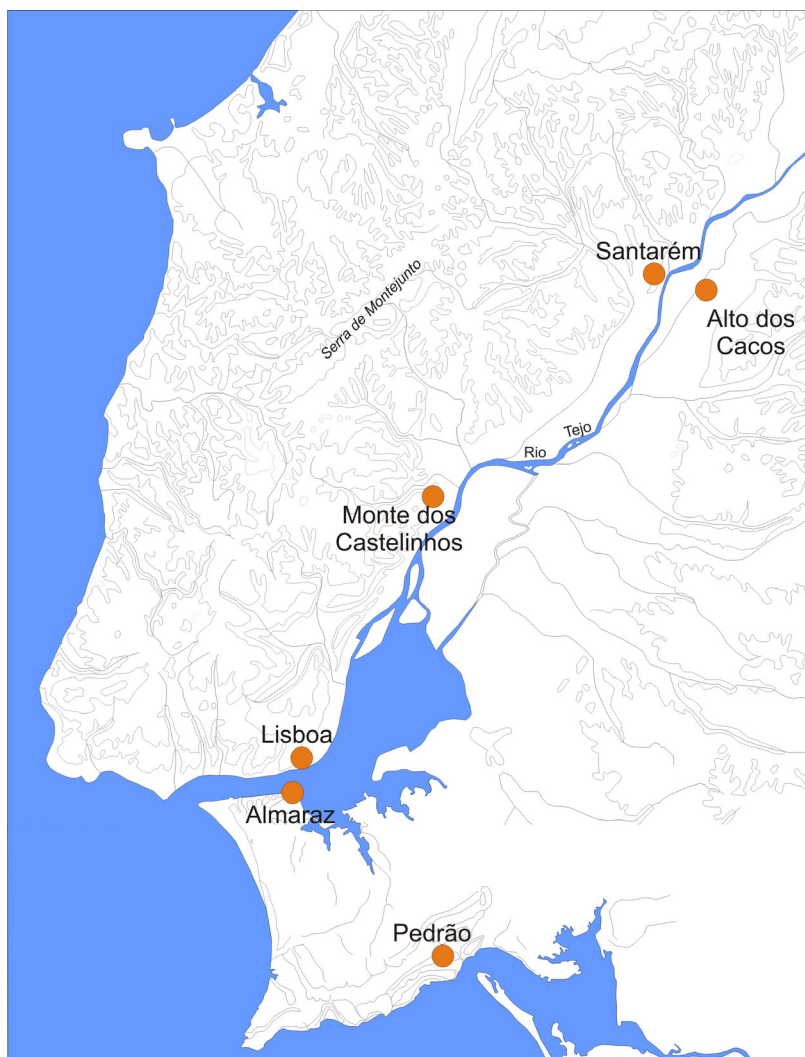 Santarém
Alto dos
Cacos
Serra de Montejunto
Rio
Tejo
Monte dos
Castelinhos
Lisboa
Almaraz
Pedrão